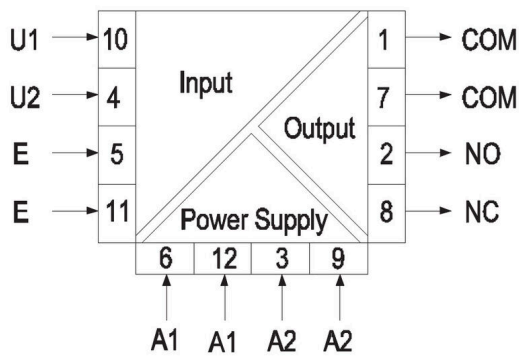 U1 10 1 COM
Input
U2 4 7 COM
Output
E 5 2 NO
E 11 8 NC
Power Supply
6 12 3 9
A1 A1 A2 A2